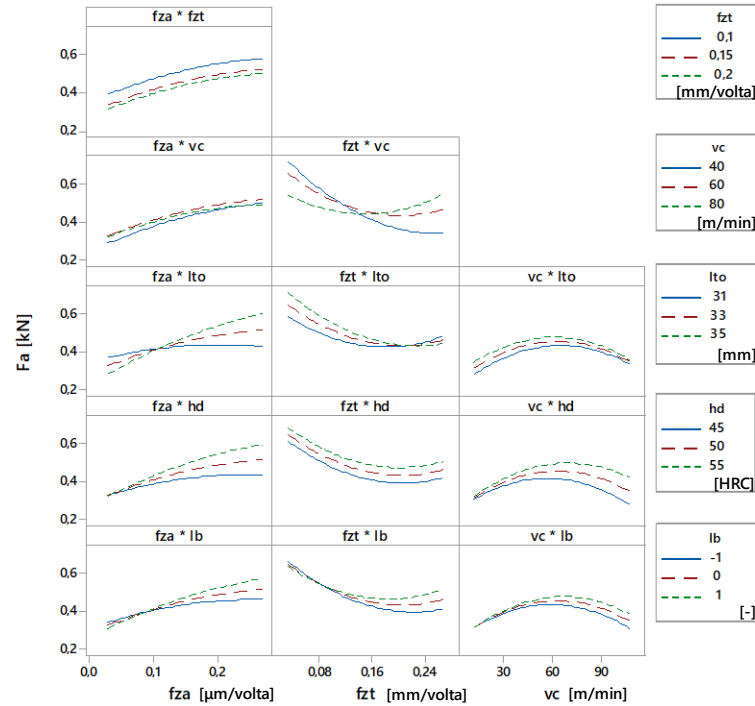 fza * fzt
0,6
0,4
0,2
fzt
0,1
0,15
0,2
[mm/volta]
fza * vc
fzt * vc
0,6
0,4
0,2
vc
40
60
80
[m/min]
fza * lto
fzt * lto
vc * lto
0,6
0,4
0,2
lto
31
33
35
[mm]
Fa [kN]
fza * hd
fzt * hd
vc * hd
0,6
0,4
0,2
hd
45
50
55
[HRC]
fza * lb
fzt * lb
vc * lb
0,6
0,4
0,2
lb
-1
0
1
[-]
0,0 0,1 0,2 0,08 0,16 0,24 30 60 90
fza [µm/volta] fzt [mm/volta] vc [m/min]